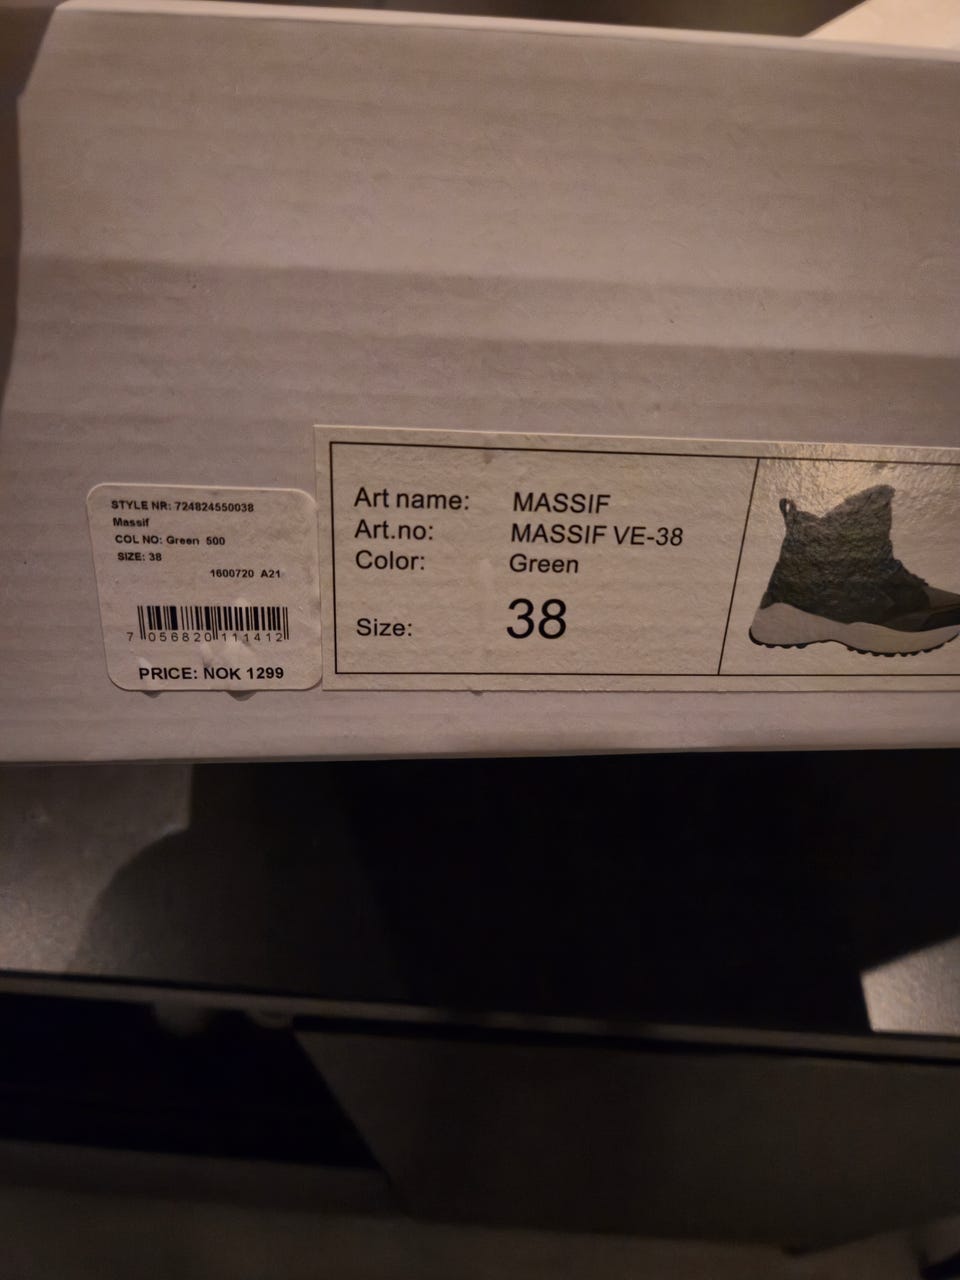 STYLE NR: 724824550038
Massif
COL NO: Green 500
SIZE: 38
1600720 A21
7 056820 111412
PRICE: NOK 1299
Art name: MASSIF
Art.no: MASSIF VE-38
Color: Green
Size: 38